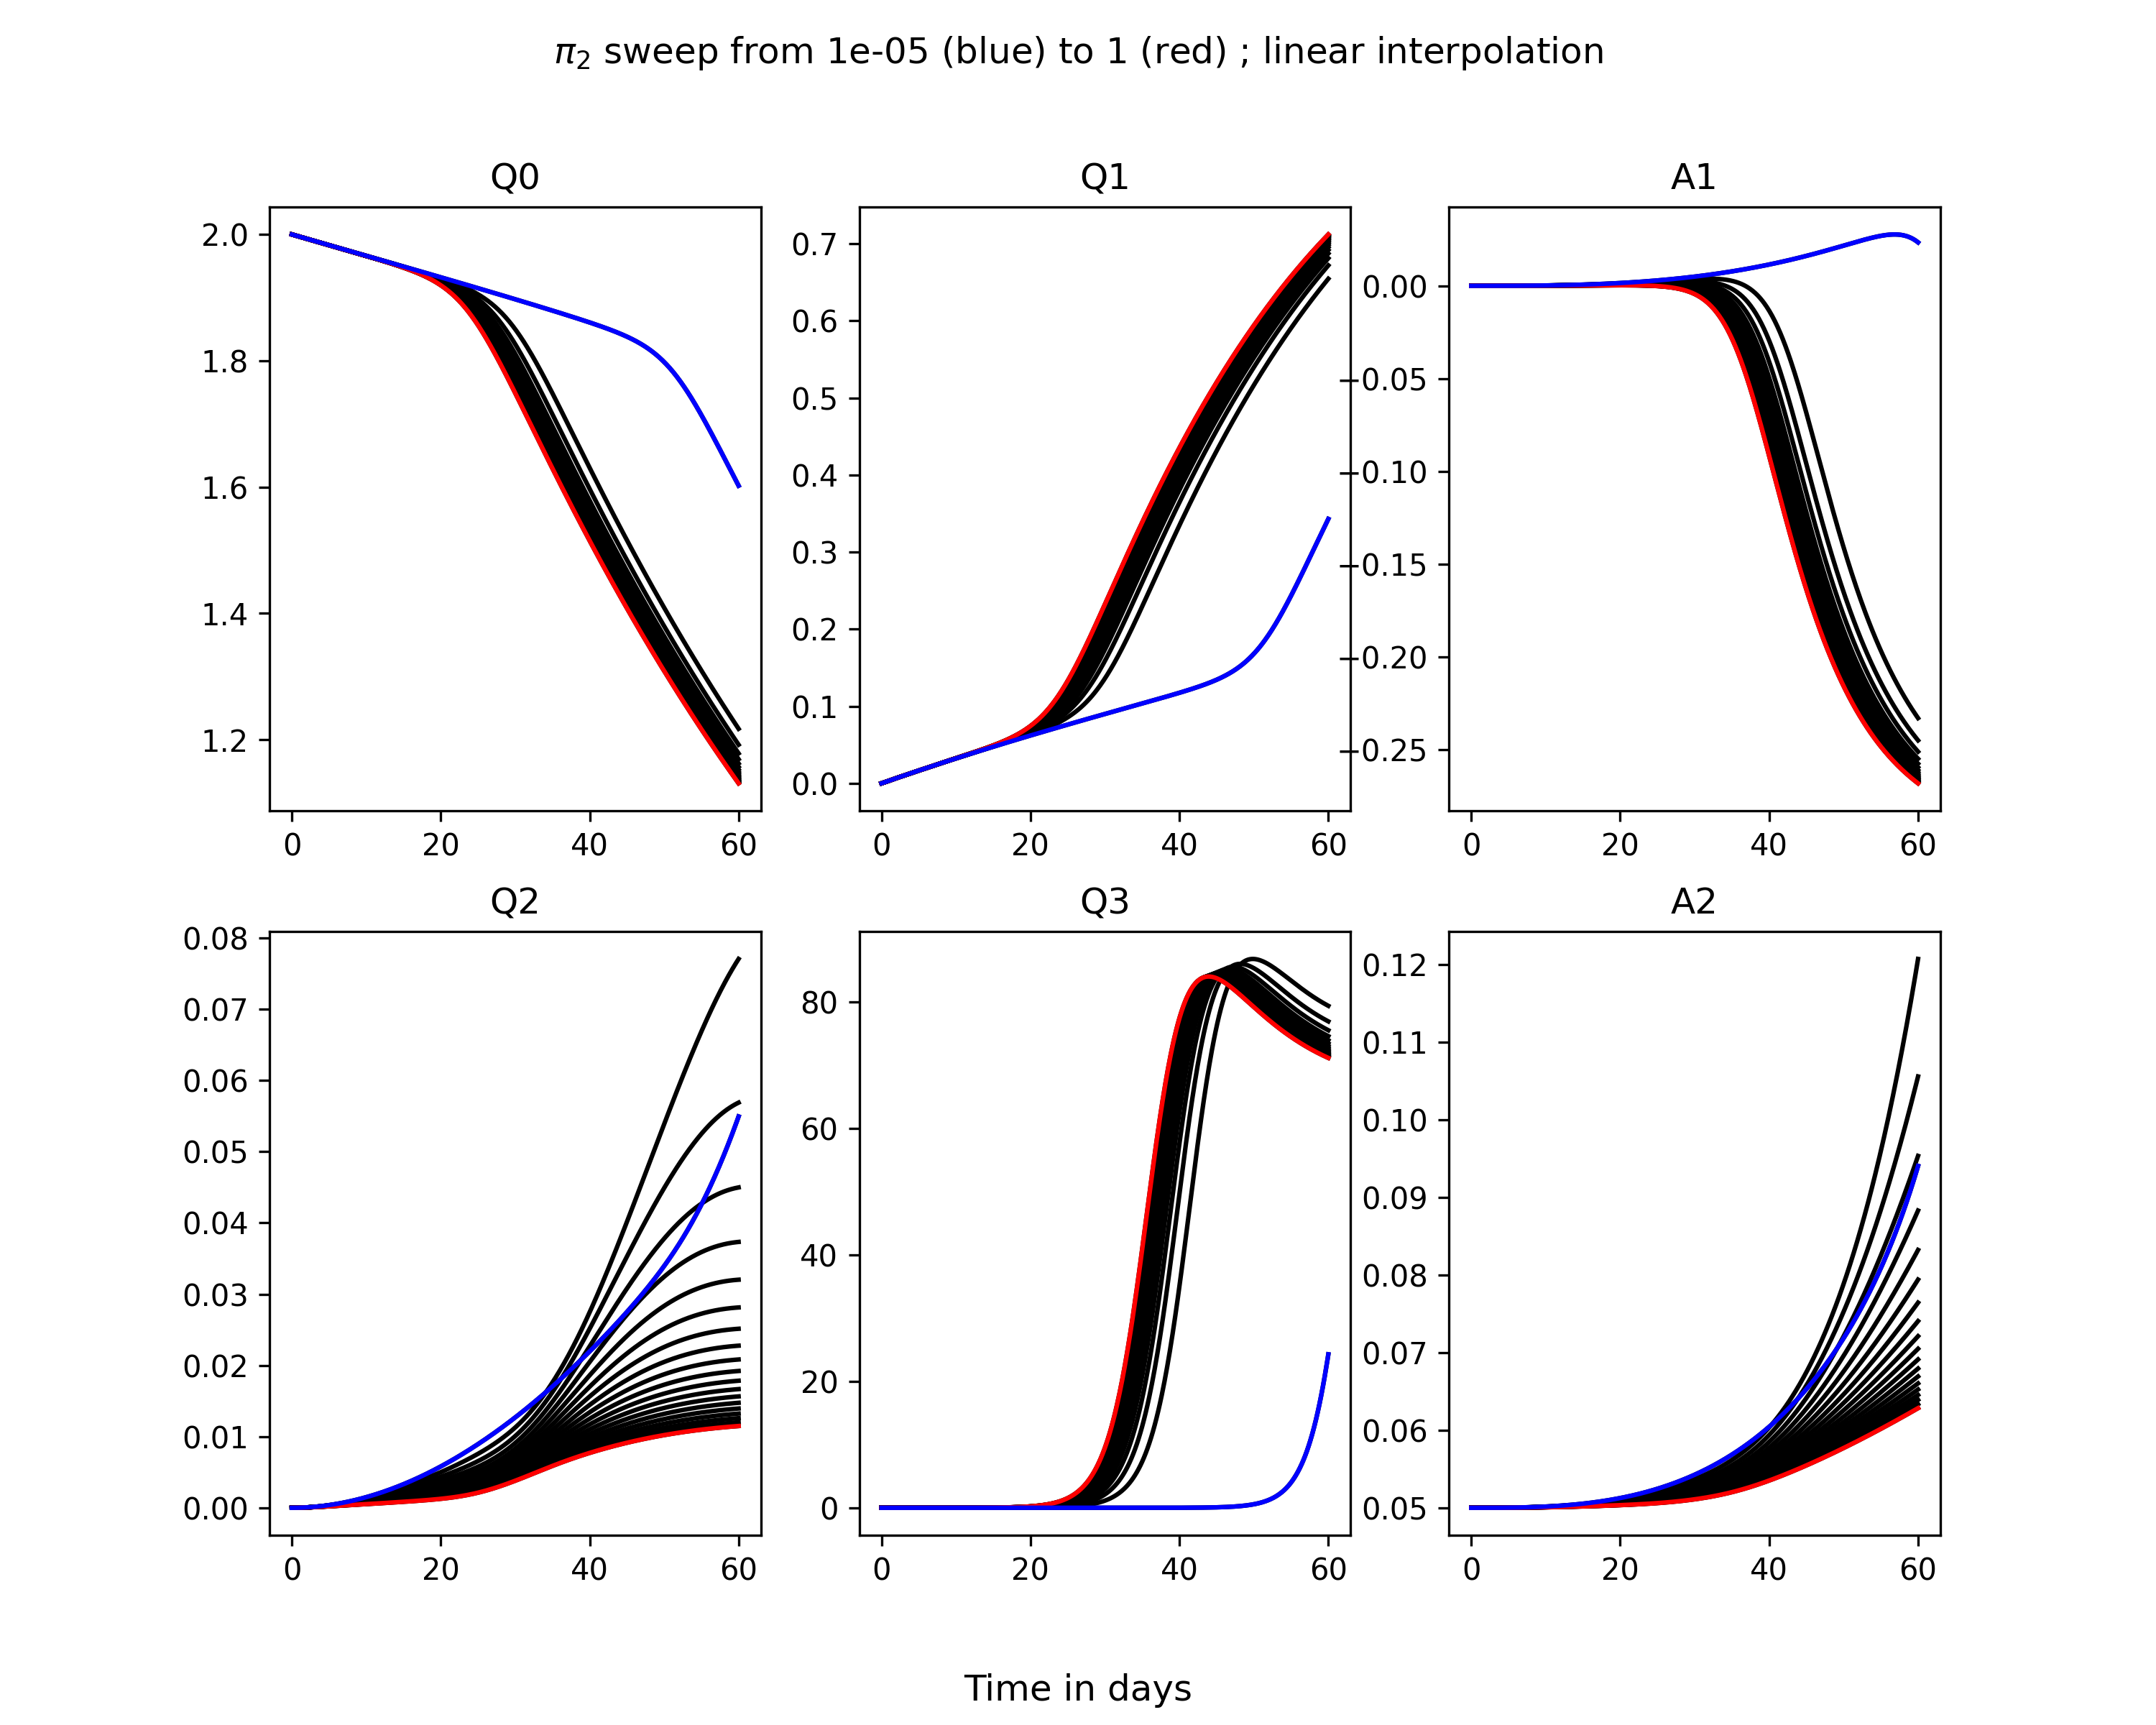 π₂ sweep from 1e-05 (blue) to 1 (red) ; linear interpolation
Q0
Q1
A1
2.0
1.8
1.6
1.4
1.2
0.7
0.6
0.5
0.4
0.3
0.2
0.1
0.0
0.00
−0.05
−0.10
−0.15
−0.20
−0.25
0 20 40 60
0 20 40 60
0 20 40 60
Q2
Q3
A2
0.08
0.07
0.06
0.05
0.04
0.03
0.02
0.01
0.00
80
60
40
20
0
0.12
0.11
0.10
0.09
0.08
0.07
0.06
0.05
0 20 40 60
0 20 40 60
0 20 40 60
Time in days